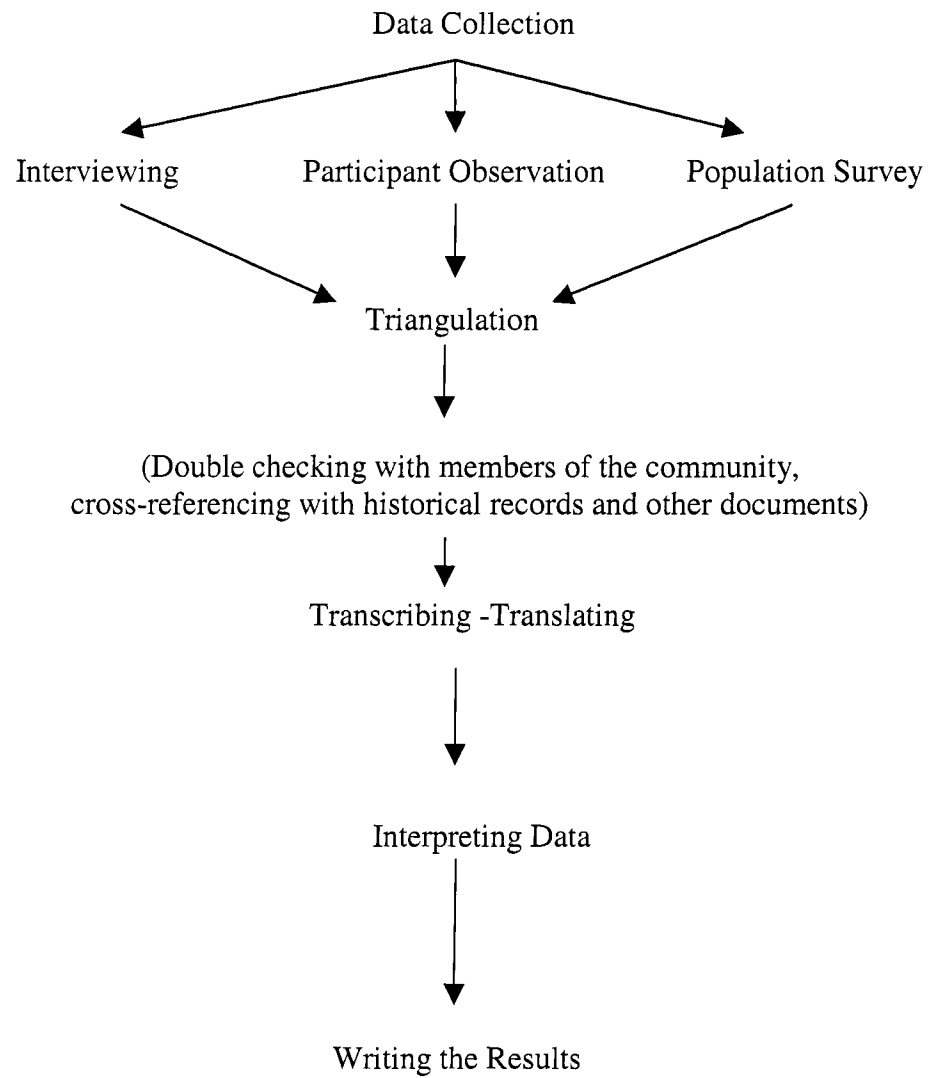 Data Collection
Interviewing Participant Observation Population Survey
Triangulation
(Double checking with members of the community,
cross-referencing with historical records and other documents)
Transcribing -Translating
Interpreting Data
Writing the Results